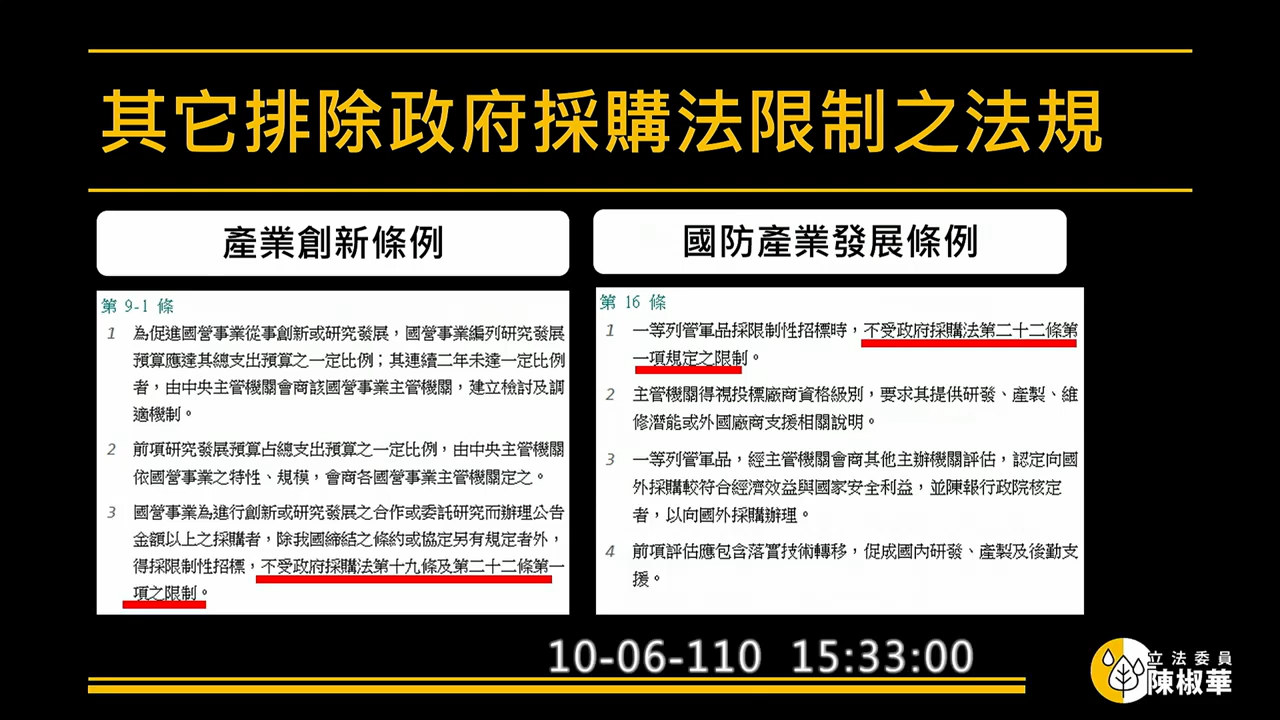 其它排除政府採購法限制之法規
產業創新條例
第 9-1 條
1 為促進國營事業從事創新或研究發展，國營事業編列研究發展
預算應達其總支出預算之一定比例；其連續二年未達一定比例
者，由中央主管機關會商該國營事業主管機關，建立檢討及調
適機制。
2 前項研究發展預算占總支出預算之一定比例，由中央主管機關
依國營事業之特性、規模，會商各國營事業主管機關定之。
3 國營事業為進行創新或研究發展之合作或委託研究而辦理公告
金額以上之採購者，除我國締結之條約或協定另有規定者外，
得採限制性招標，不受政府採購法第十九條及第二十二條第一
項之限制。
國防產業發展條例
第 16 條
1 一等列管軍品採限制性招標時，不受政府採購法第二十二條第
一項規定之限制。
2 主管機關得視投標廠商資格級別，要求其提供研發、產製、維
修潛能或外國廠商支援相關說明。
3 一等列管軍品，經主管機關會商其他主辦機關評估，認定向國
外採購較符合經濟效益與國家安全利益，並陳報行政院核定
者，以向國外採購辦理。
4 前項評估應包含落實技術轉移，促成國內研發、產製及後勤支
援。
10-06-110 15:33:00
立法委員
陳椒華